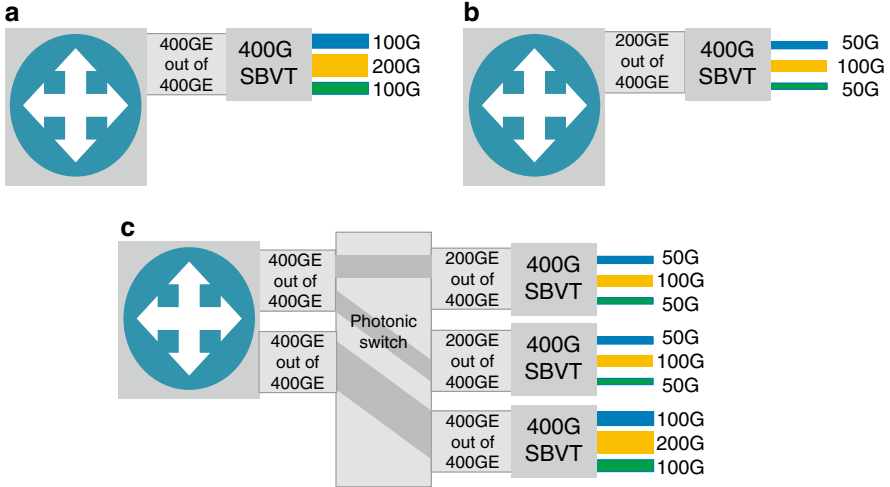 a
400GE
out of
400GE
400G
SBVT
100G
200G
100G
b
200GE
out of
400GE
400G
SBVT
50G
100G
50G
c
400GE
out of
400GE
400GE
out of
400GE
Photonic
switch
200GE
out of
400GE
400G
SBVT
50G
100G
50G
200GE
out of
400GE
400G
SBVT
50G
100G
50G
400GE
out of
400GE
400G
SBVT
100G
200G
100G